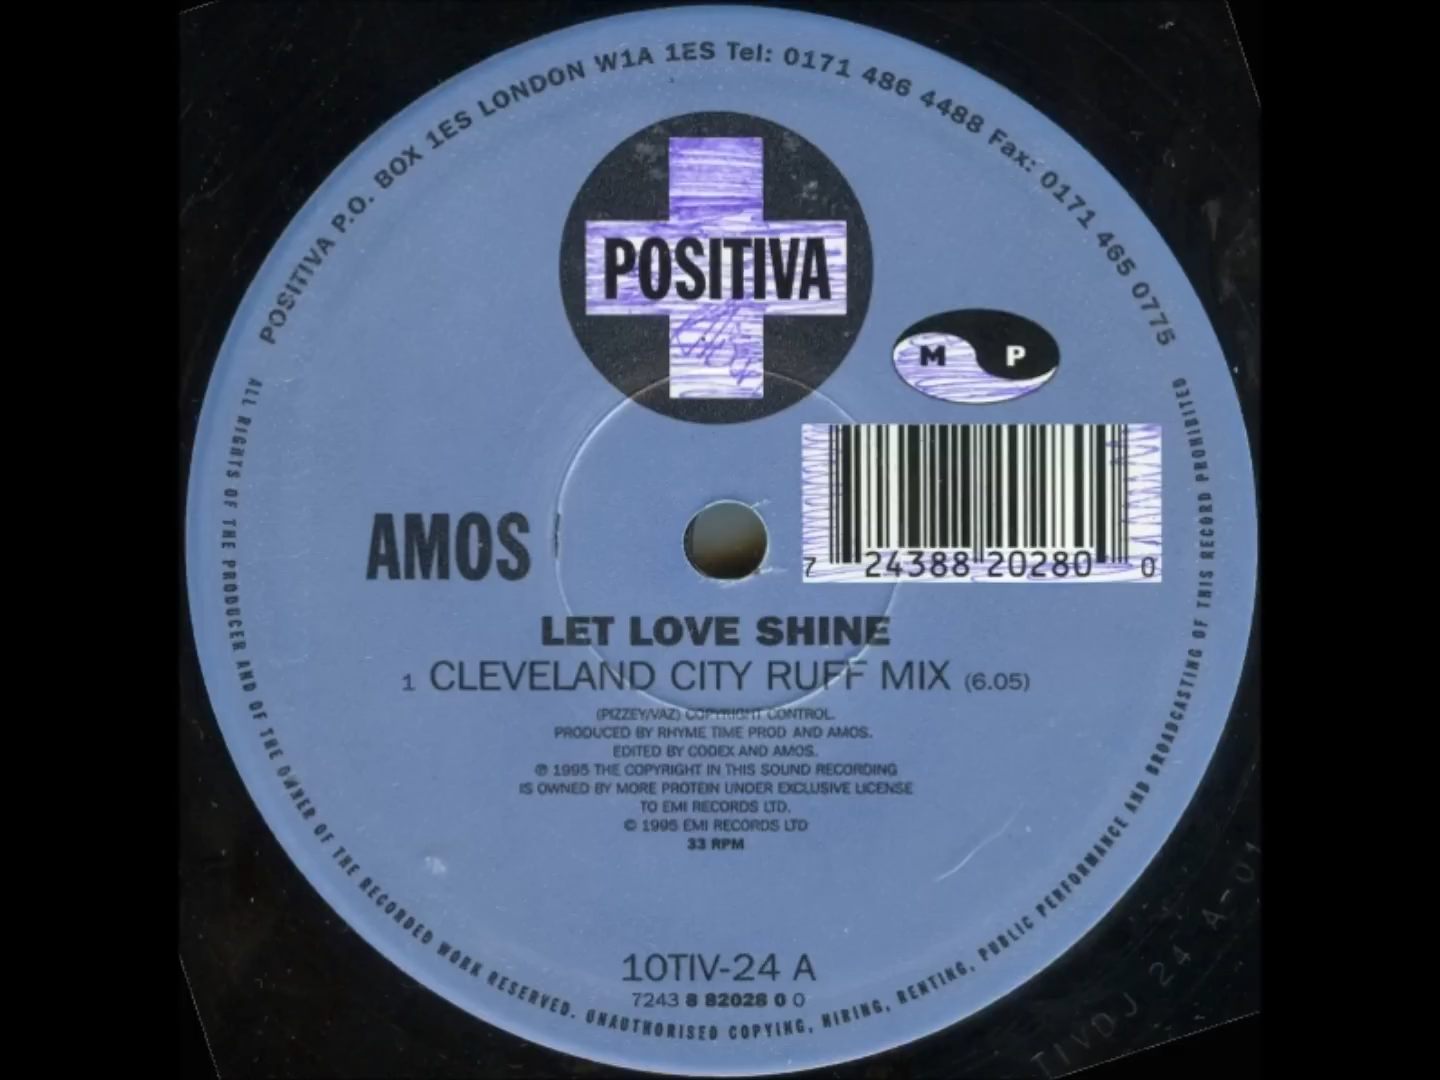 POSITIVA P.O. BOX 1ES LONDON W1A 1ES Tel: 0171 486 4488 Fax: 0171 465 0775
POSITIVA
M P
7 24388 20280 0
AMOS
LET LOVE SHINE
1 CLEVELAND CITY RUFF MIX (6.05)
(PIZZEY/VAZ) COPYRIGHT CONTROL.
PRODUCED BY RHYME TIME PROD AND AMOS.
EDITED BY CODEX AND AMOS.
℗ 1995 THE COPYRIGHT IN THIS SOUND RECORDING
IS OWNED BY MORE PROTEIN UNDER EXCLUSIVE LICENSE
TO EMI RECORDS LTD.
© 1995 EMI RECORDS LTD
33 RPM
10TIV-24 A
7243 8 82028 0 0
ALL RIGHTS OF THE PRODUCER AND OF THE OWNER OF THE RECORDED WORK RESERVED. UNAUTHORISED COPYING, HIRING, RENTING, PUBLIC PERFORMANCE AND BROADCASTING OF THIS RECORD PROHIBITED
TIVDJ 24 A-01